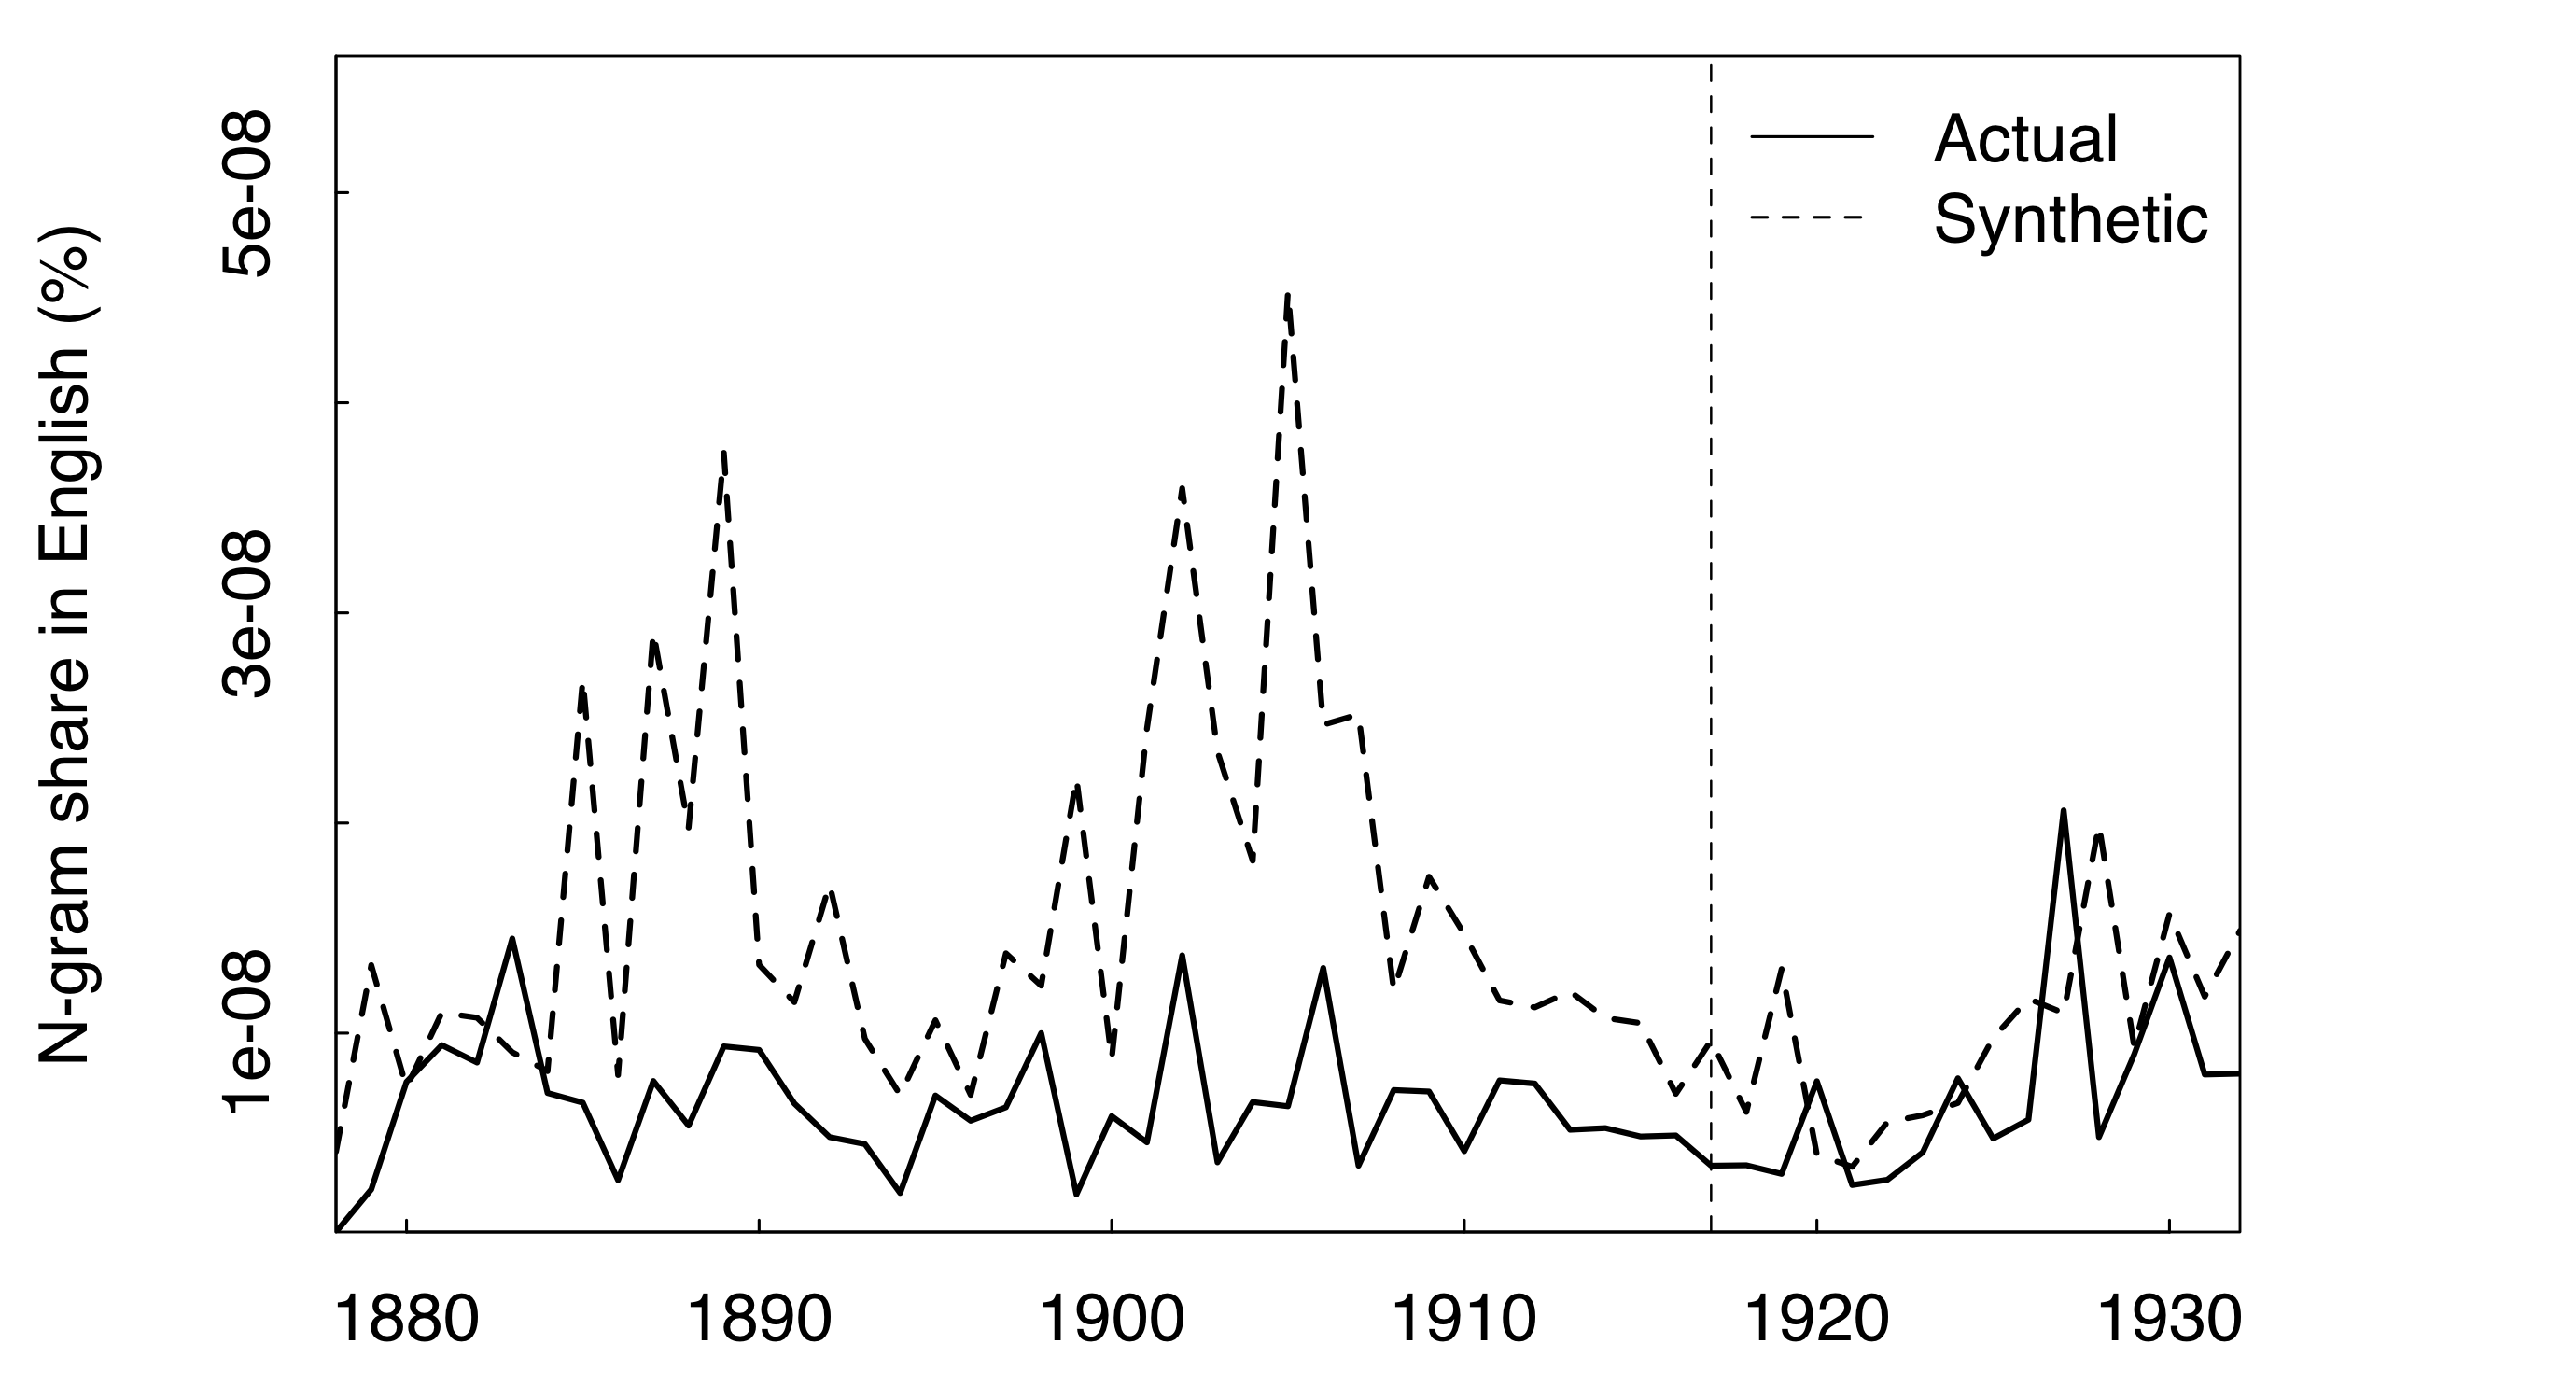 N-gram share in English (%)
5e-08
3e-08
1e-08
Actual
Synthetic
1880 1890 1900 1910 1920 1930